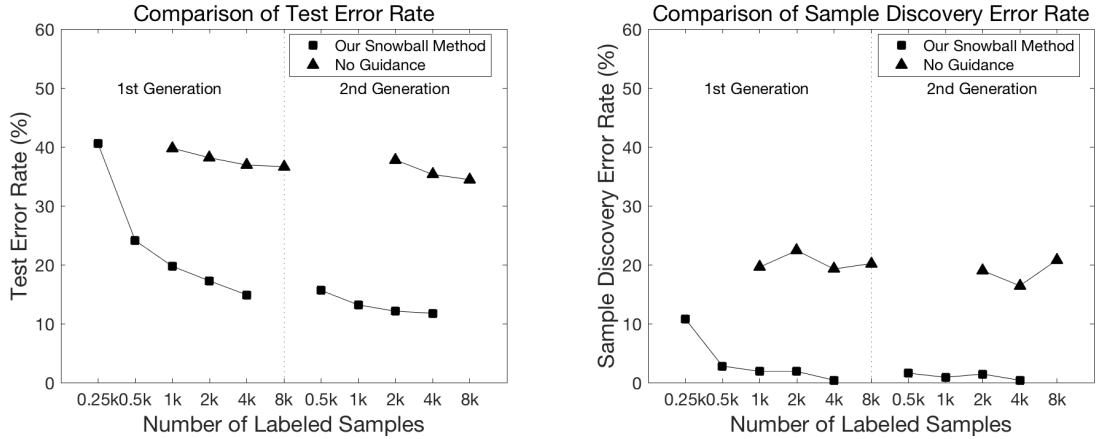 Comparison of Test Error Rate
60
50
40
30
20
10
0
Test Error Rate (%)
Our Snowball Method
No Guidance
1st Generation
2nd Generation
0.25k 0.5k 1k 2k 4k 8k 0.5k 1k 2k 4k 8k
Number of Labeled Samples
Comparison of Sample Discovery Error Rate
60
50
40
30
20
10
0
Sample Discovery Error Rate (%)
Our Snowball Method
No Guidance
1st Generation
2nd Generation
0.25k 0.5k 1k 2k 4k 8k 0.5k 1k 2k 4k 8k
Number of Labeled Samples